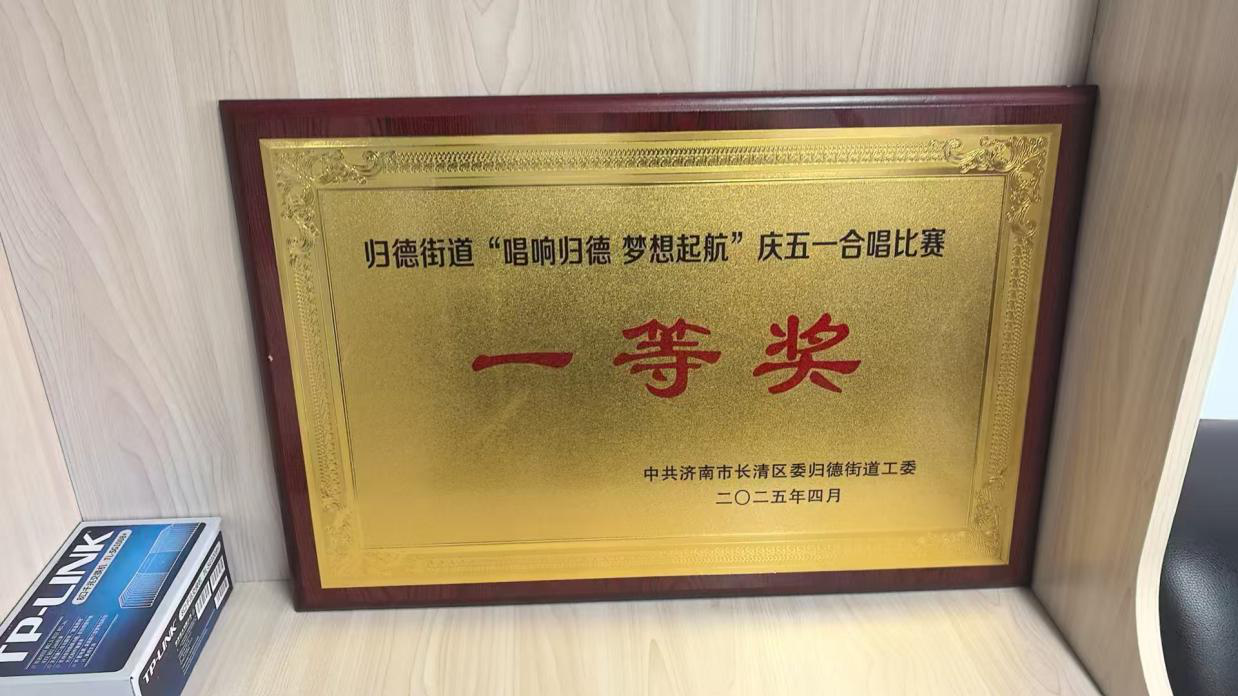 归德街道“唱响归德 梦想起航”庆五一合唱比赛
一等奖
中共济南市长清区委归德街道工委
二〇二五年四月
TP-LINK
TP-LINK